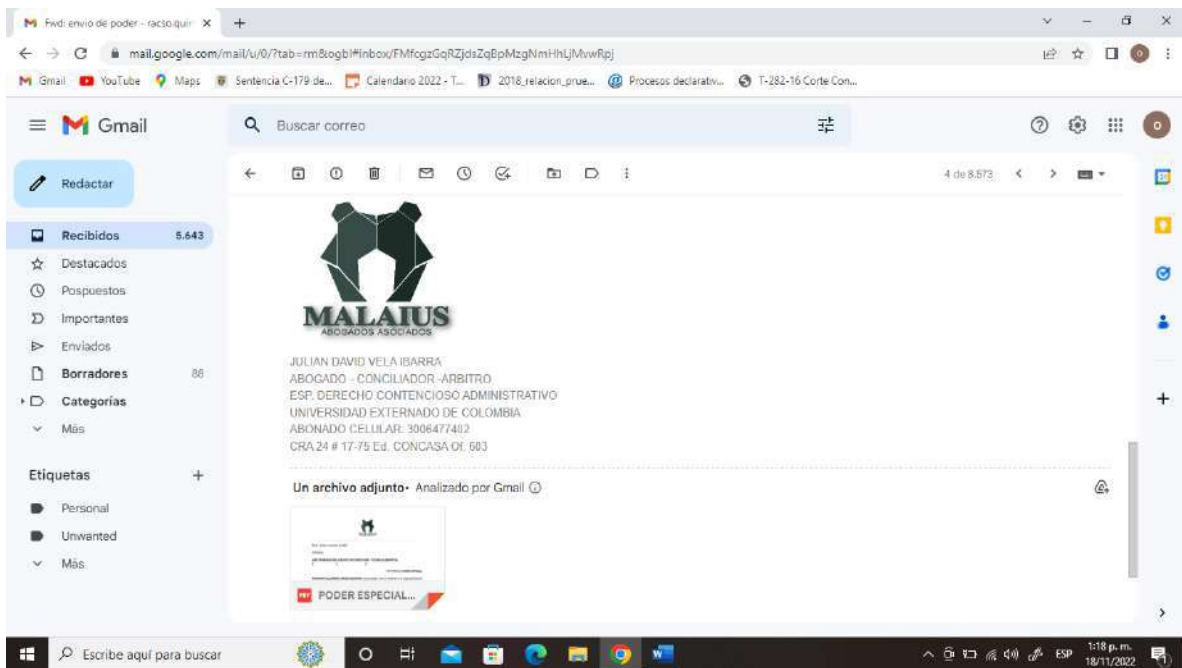 Fwd: envio de poder - racso.quir
mail.google.com/mail/u/0/?tab=rm&ogbl#inbox/FMfcgzGqRZjdsZqBpMzgNmHhLjMvwRpj
Gmail YouTube Maps Sentencia C-179 de... Calendario 2022 - T... 2018_relacion_prue... Procesos declarativ... T-282-16 Corte Con...
Gmail
Buscar correo
Redactar
4 de 8.573
Recibidos 5.643
Destacados
Pospuestos
Importantes
Enviados
Borradores 88
Categorías
Más
Etiquetas
Personal
Unwanted
Más
MALAIUS
ABOGADOS ASOCIADOS
JULIAN DAVID VELA IBARRA
ABOGADO - CONCILIADOR -ARBITRO
ESP. DERECHO CONTENCIOSO ADMINISTRATIVO
UNIVERSIDAD EXTERNADO DE COLOMBIA
ABONADO CELULAR: 3006477402
CRA 24 # 17-75 Ed. CONCASA Of. 603
Un archivo adjunto • Analizado por Gmail
PODER ESPECIAL...
Escribe aquí para buscar
ESP
1:18 p. m.
18/11/2022